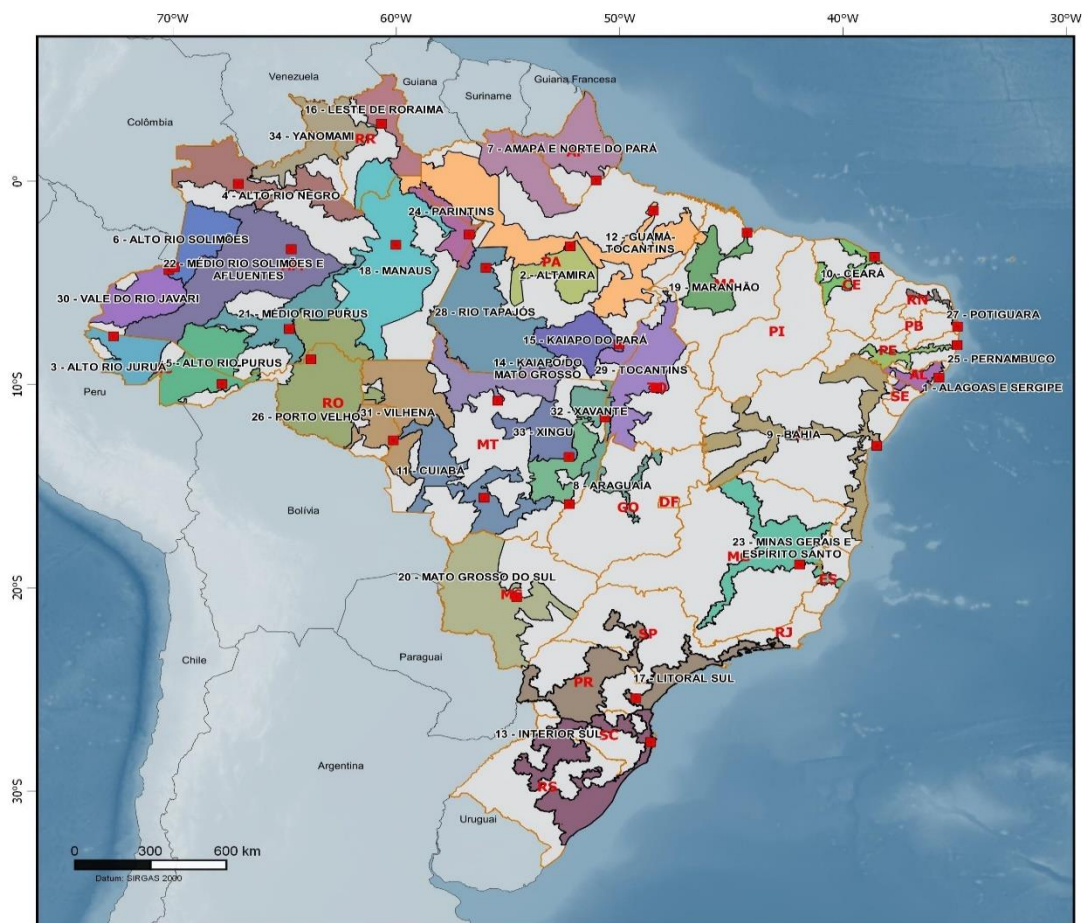 70°W
60°W
50°W
40°W
30°W
Venezuela
Guiana
Guiana Francesa
Suriname
Colômbia
16 - LESTE DE RORAIMA
34 - YANOMAMI
RR
7 - AMAPÁ E NORTE DO PARÁ
0°
4 - ALTO RIO NEGRO
24 - PARINTINS
6 - ALTO RIO SOLIMÕES
12 - GUAMÁ-
TOCANTINS
22 - MÉDIO RIO SOLIMÕES E
AFLUENTES
PA
18 - MANAUS
2 - ALTAMIRA
10 - CEARÁ
CE
19 - MARANHÃO
MA
30 - VALE DO RIO JAVARI
RN
21 - MÉDIO PURUS
28 - RIO TAPAJÓS
27 - POTIGUARA
PB
PI
15 - KAIAPÓ DO PARÁ
PE
3 - ALTO RIO JURUÁ
5 - ALTO RIO PURUS
14 - KAIAPÓ DO
MATO GROSSO
29 - TOCANTINS
25 - PERNAMBUCO
AL
1 - ALAGOAS E SERGIPE
10°S
Peru
SE
RO
26 - PORTO VELHO
31 - VILHENA
32 - XAVANTE
33 - XINGU
MT
9 - BAHIA
11 - CUIABÁ
8 - ARAGUAIA
Bolívia
GO
DF
23 - MINAS GERAIS E
ESPÍRITO SANTO
20 - MATO GROSSO DO SUL
ES
20°S
RJ
SP
Paraguai
Chile
17 - LITORAL SUL
PR
13 - INTERIOR SUL
SC
Argentina
RS
30°S
Uruguai
0
300
600 km
Datum: SIRGAS 2000